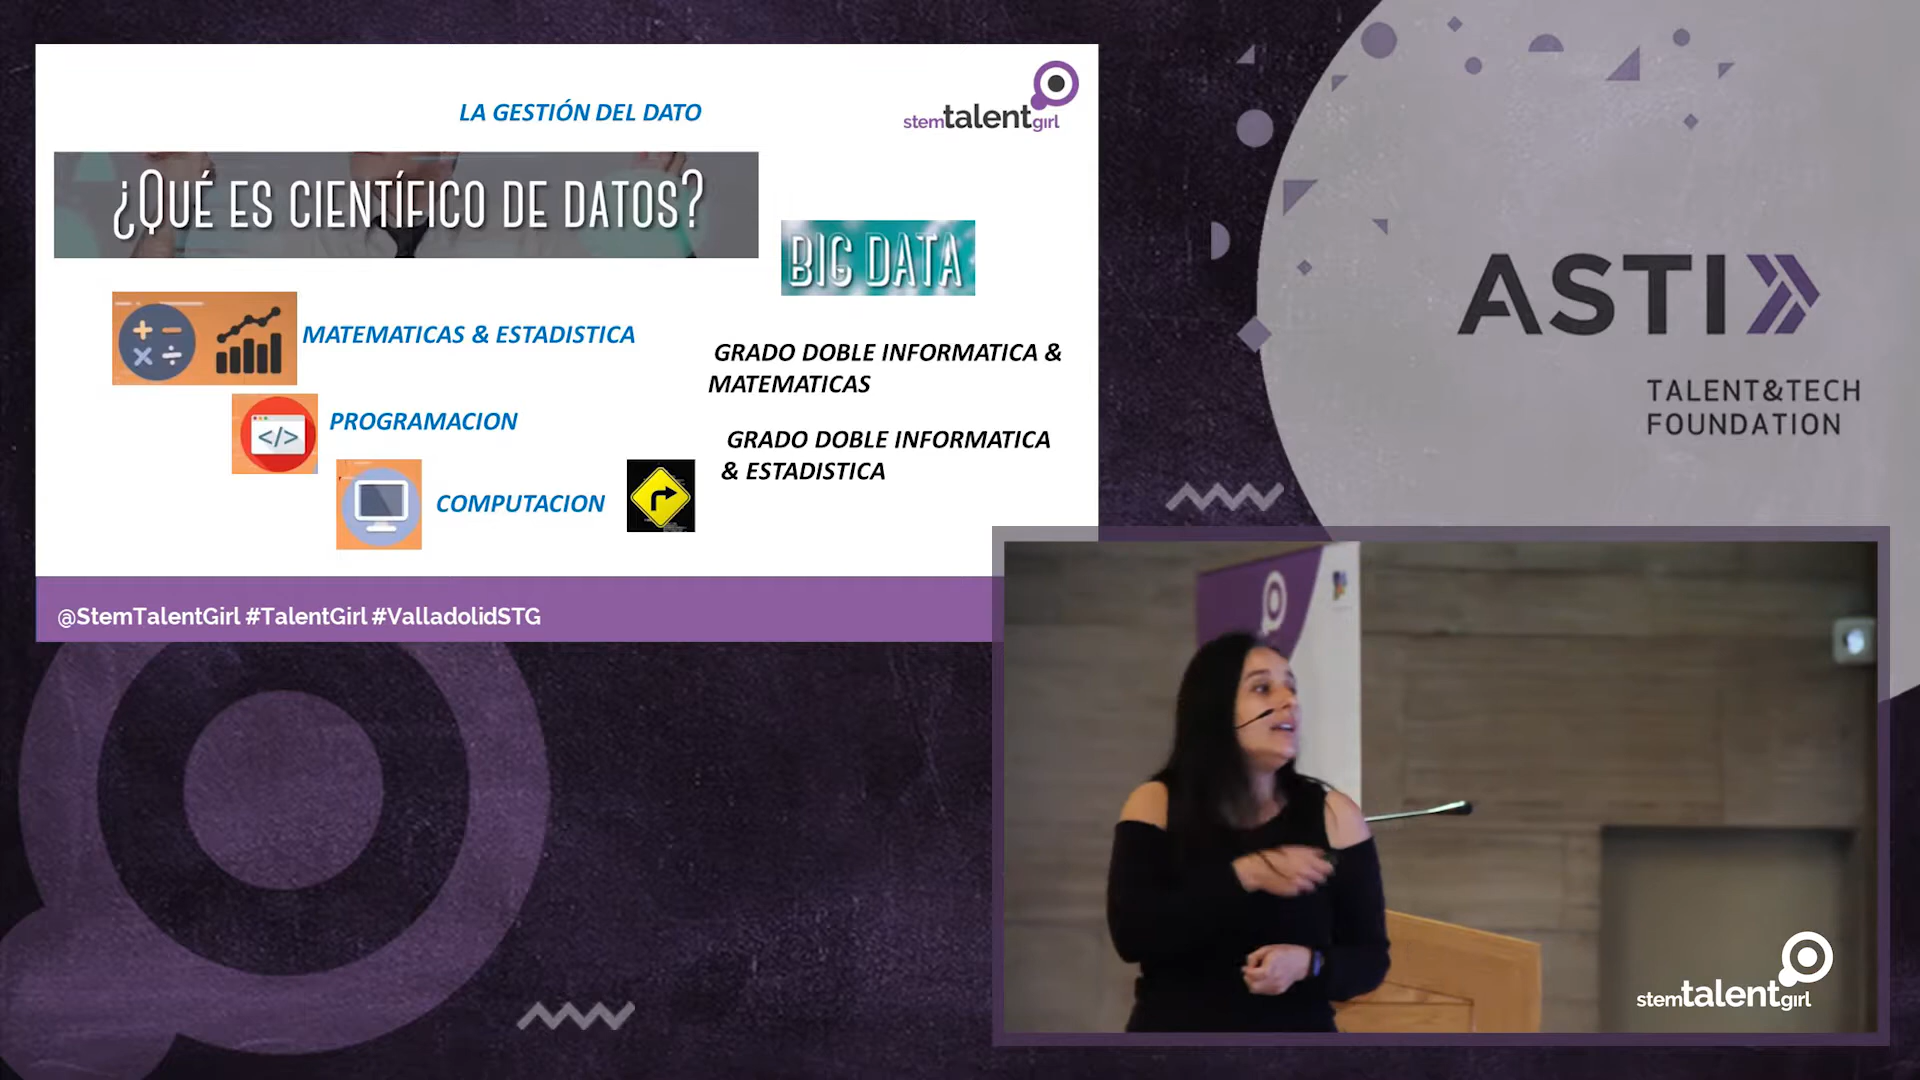 LA GESTIÓN DEL DATO
stemtalentgirl
¿QUÉ ES CIENTÍFICO DE DATOS?
BIG DATA
MATEMATICAS & ESTADISTICA
GRADO DOBLE INFORMATICA &
MATEMATICAS
PROGRAMACION
GRADO DOBLE INFORMATICA
& ESTADISTICA
COMPUTACION
@StemTalentGirl #TalentGirl #ValladolidSTG
ASTI
TALENT&TECH
FOUNDATION
stemtalentgirl